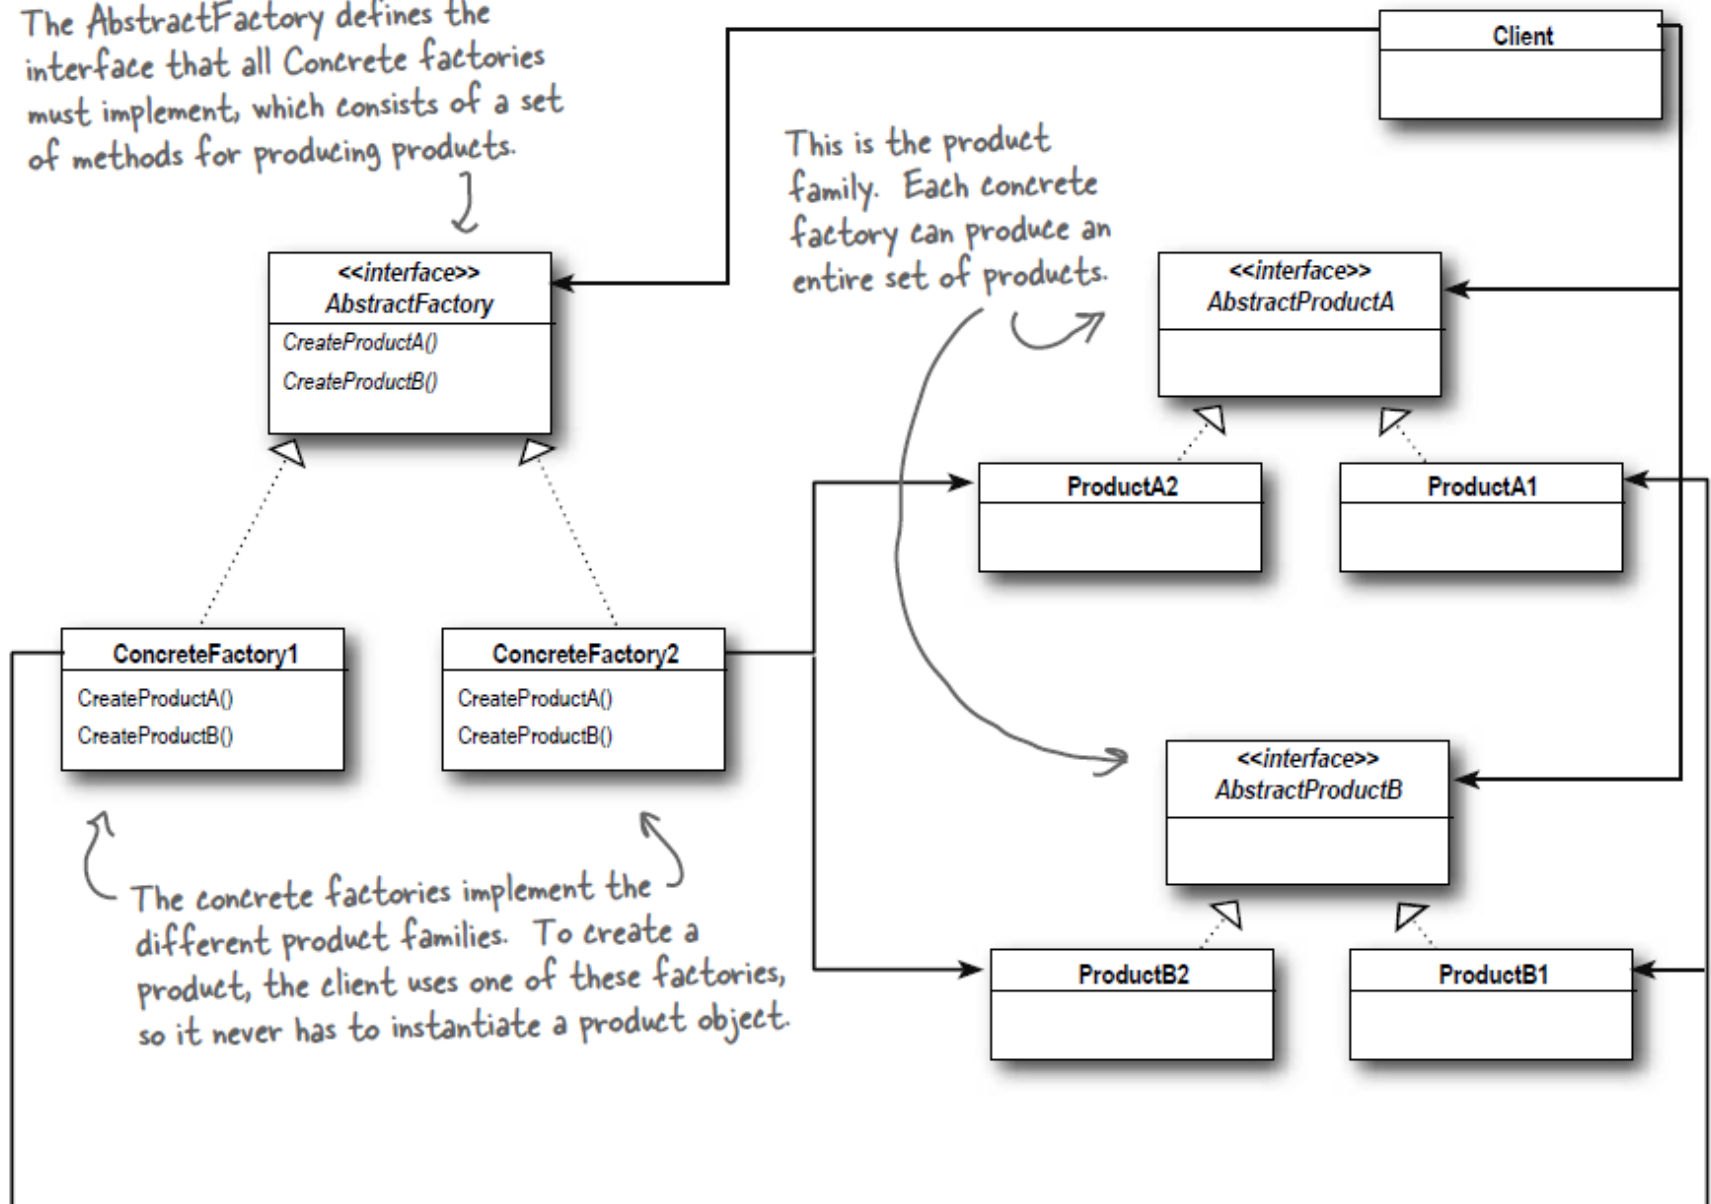 The AbstractFactory defines the
interface that all Concrete factories
must implement, which consists of a set
of methods for producing products.
Client
This is the product
family. Each concrete
factory can produce an
entire set of products.
<<interface>>
AbstractFactory
CreateProductA()
CreateProductB()
<<interface>>
AbstractProductA
ProductA2
ProductA1
ConcreteFactory1
CreateProductA()
CreateProductB()
ConcreteFactory2
CreateProductA()
CreateProductB()
<<interface>>
AbstractProductB
The concrete factories implement the
different product families. To create a
product, the client uses one of these factories,
so it never has to instantiate a product object.
ProductB2
ProductB1